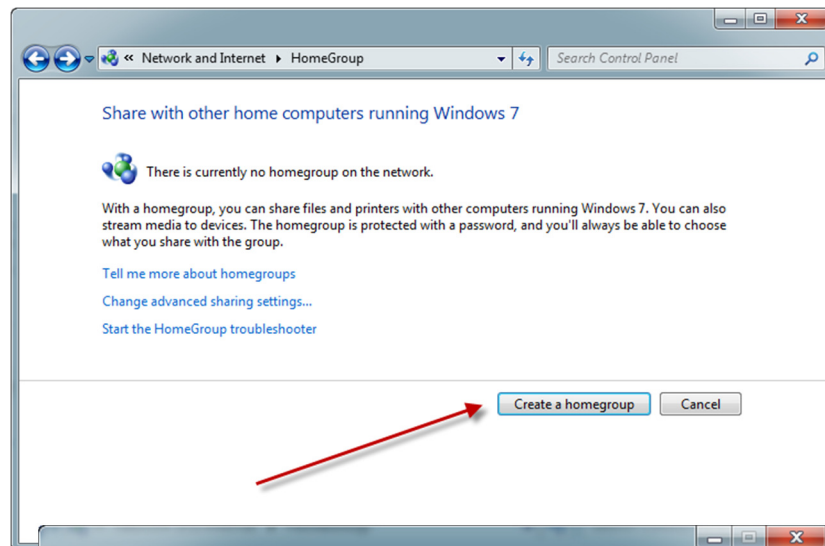 « Network and Internet ▸ HomeGroup Search Control Panel
Share with other home computers running Windows 7
There is currently no homegroup on the network.
With a homegroup, you can share files and printers with other computers running Windows 7. You can also
stream media to devices. The homegroup is protected with a password, and you'll always be able to choose
what you share with the group.
Tell me more about homegroups
Change advanced sharing settings...
Start the HomeGroup troubleshooter
Create a homegroup Cancel